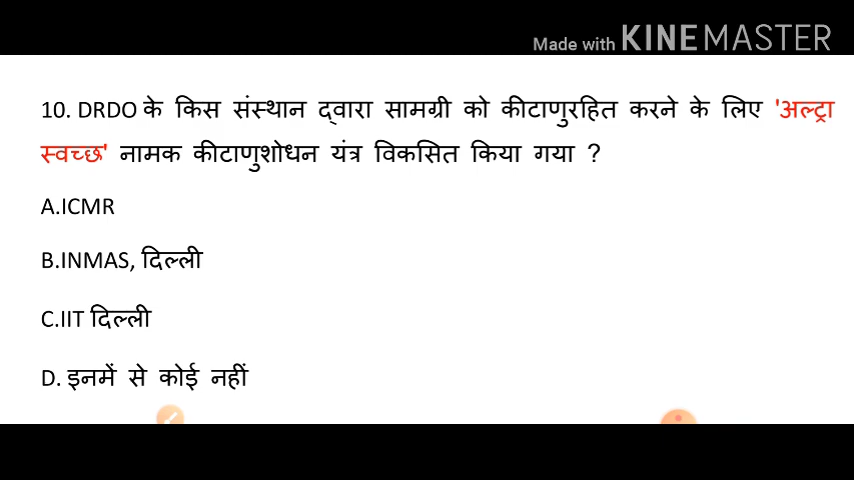 Made with KINEMASTER
10. DRDO के किस संस्थान द्वारा सामग्री को कीटाणुरहित करने के लिए 'अल्ट्रा
स्वच्छ' नामक कीटाणुशोधन यंत्र विकसित किया गया ?
A.ICMR
B.INMAS, दिल्ली
C.IIT दिल्ली
D. इनमें से कोई नहीं